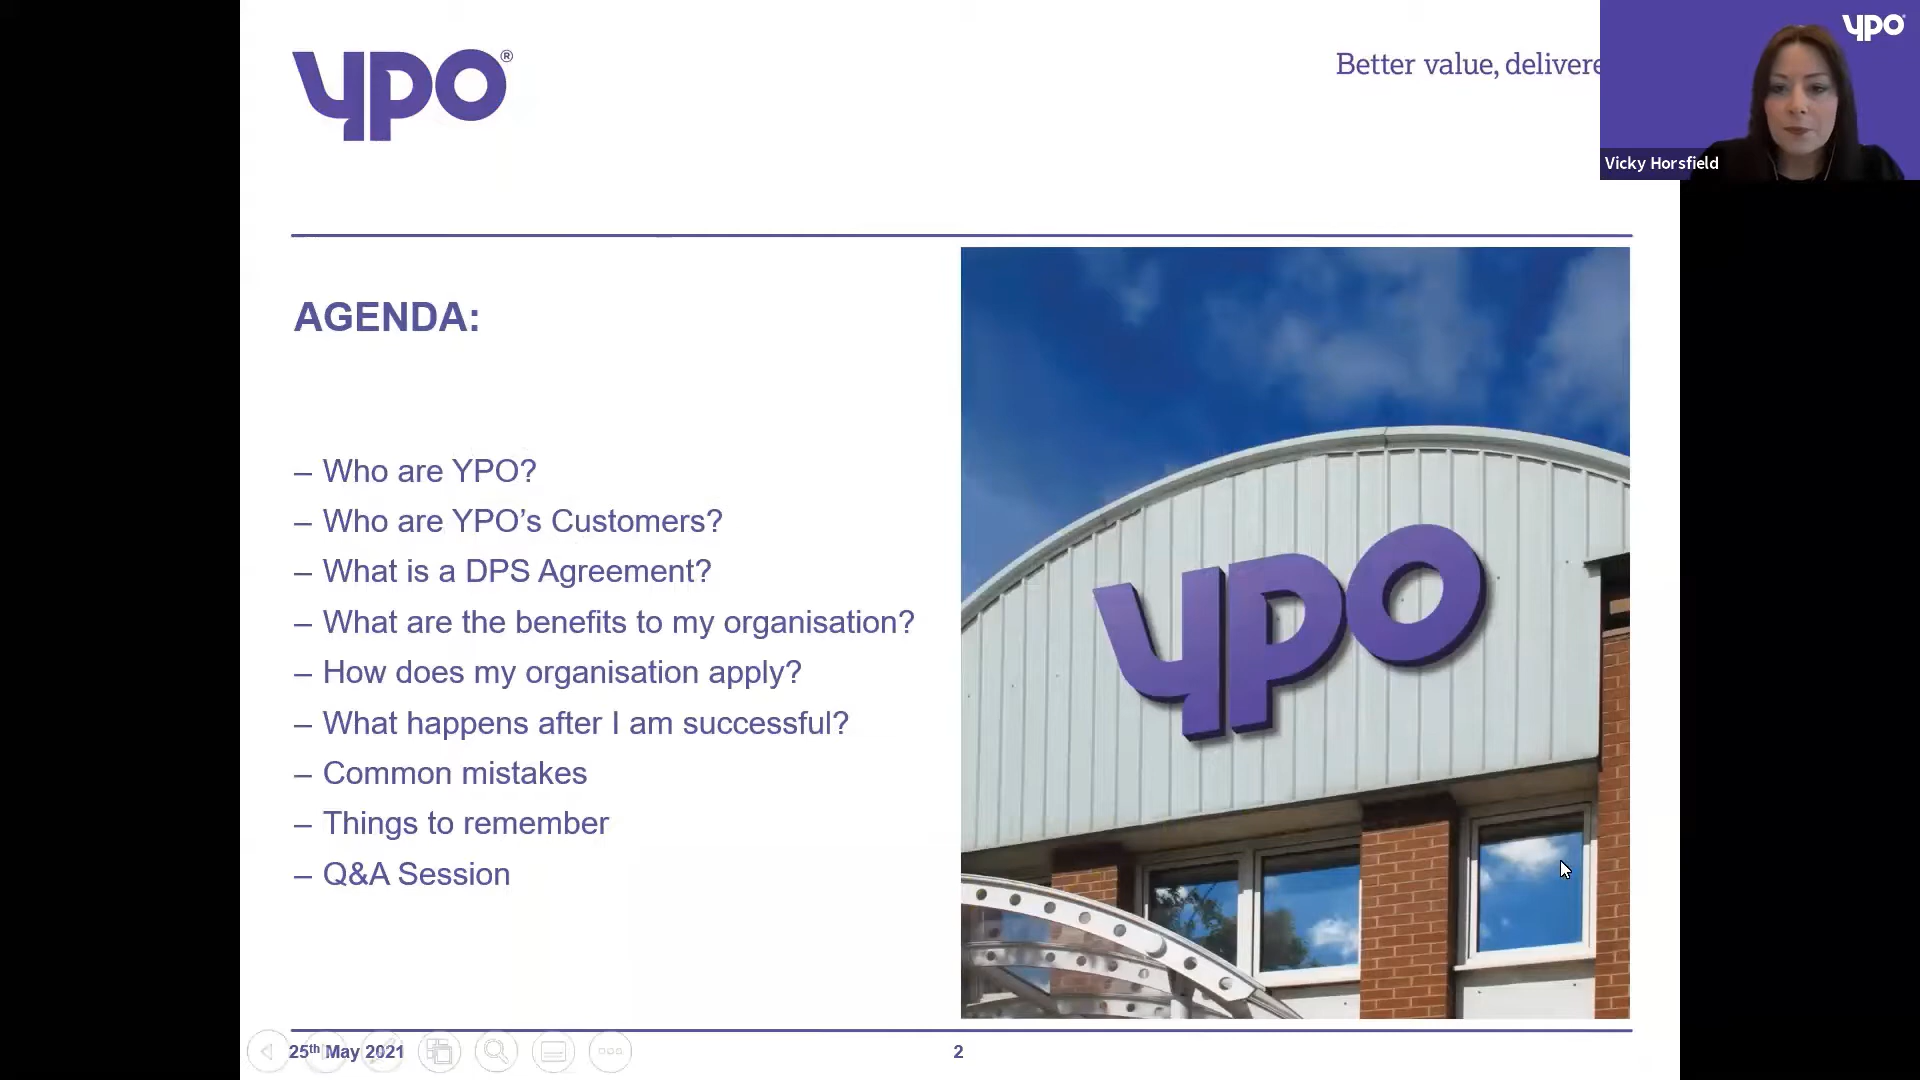 ypo®
Better value, delivere
ypo
Vicky Horsfield
AGENDA:
– Who are YPO?
– Who are YPO’s Customers?
– What is a DPS Agreement?
– What are the benefits to my organisation?
– How does my organisation apply?
– What happens after I am successful?
– Common mistakes
– Things to remember
– Q&A Session
ypo
25th May 2021
2